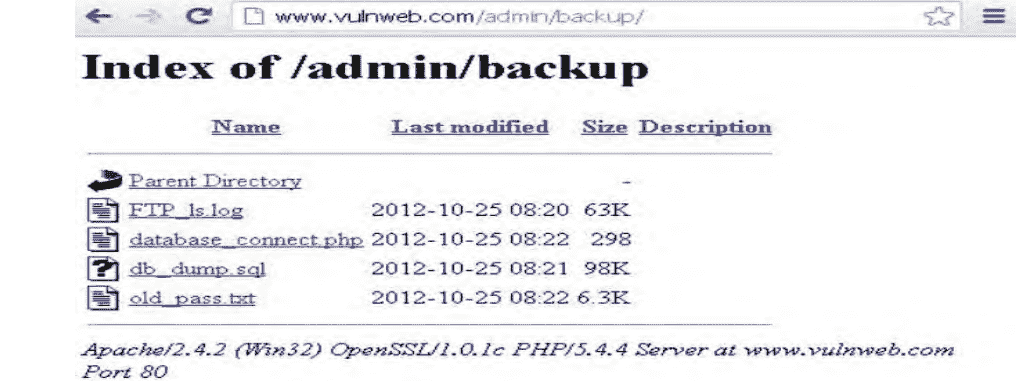 www.vulnweb.com/admin/backup/
Index of /admin/backup
Name Last modified Size Description
Parent Directory -
FTP_ls.log 2012-10-25 08:20 63K
database_connect.php 2012-10-25 08:22 298
db_dump.sql 2012-10-25 08:21 98K
old_pass.txt 2012-10-25 08:22 6.3K
Apache/2.4.2 (Win32) OpenSSL/1.0.1c PHP/5.4.4 Server at www.vulnweb.com
Port 80